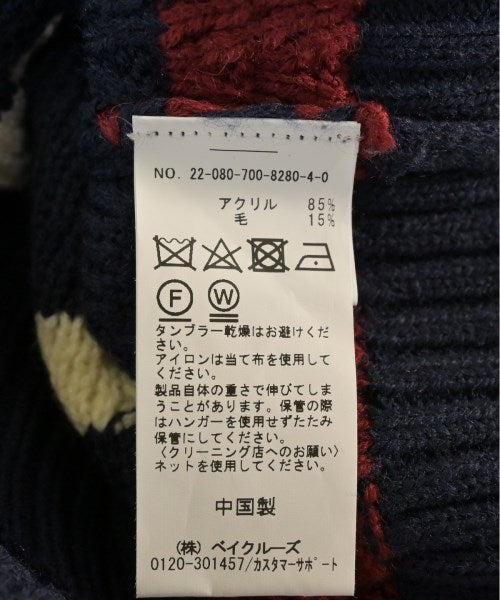 NO. 22-080-700-8280-4-0
アクリル 85%
毛 15%
F W
タンブラー乾燥はお避けくだ
さい。
アイロンは当て布を使用して
ください。
製品自体の重さで伸びてしま
うことがあります。保管の際
はハンガーを使用せずたたみ
保管にしてください。
〈クリーニング店へのお願い〉
ネットを使用してください。
中国製
(株) ベイクルーズ
0120-301457/カスタマーサポート